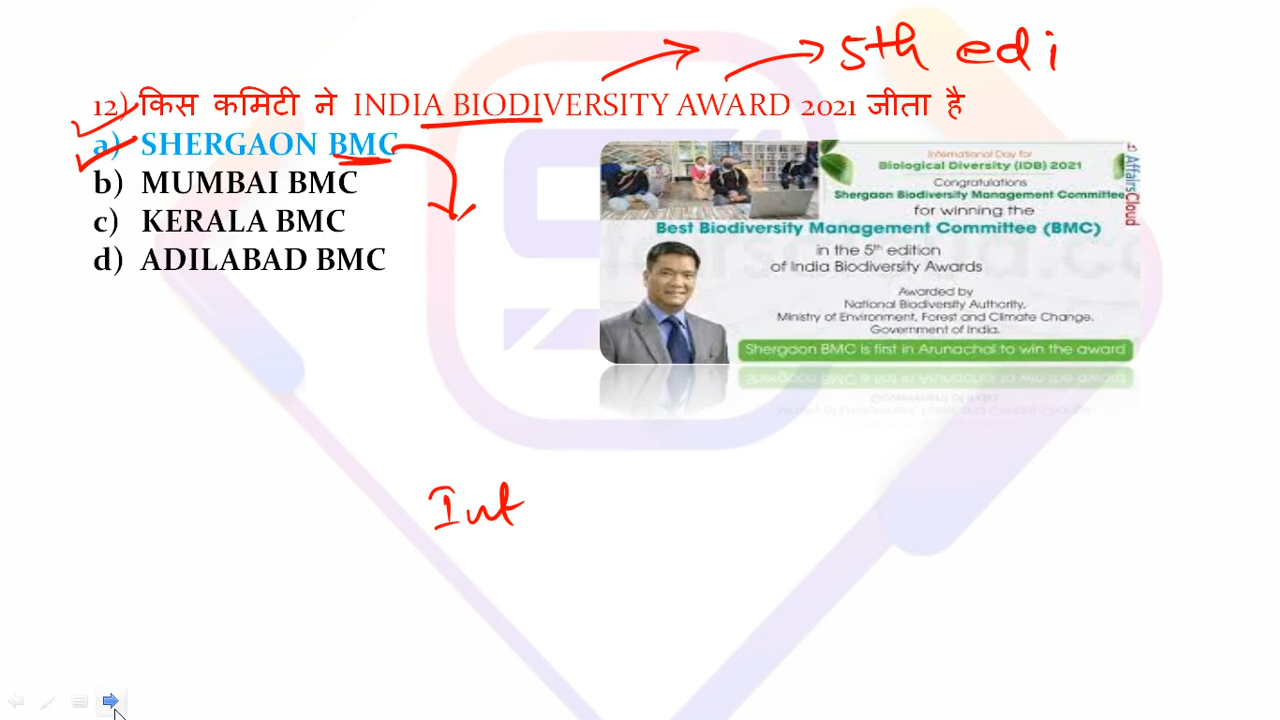 5th edi
12) किस कमिटी ने INDIA BIODIVERSITY AWARD 2021 जीता है
a) SHERGAON BMC
b) MUMBAI BMC
c) KERALA BMC
d) ADILABAD BMC
International Day for
Biological Diversity (IDB) 2021
Congratulations
Shergaon Biodiversity Management Committee
for winning the
Best Biodiversity Management Committee (BMC)
in the 5th edition
of India Biodiversity Awards
Awarded by
National Biodiversity Authority,
Ministry of Environment, Forest and Climate Change.
Government of India.
Shergaon BMC is first in Arunachal to win the award
AffairsCloud
Int